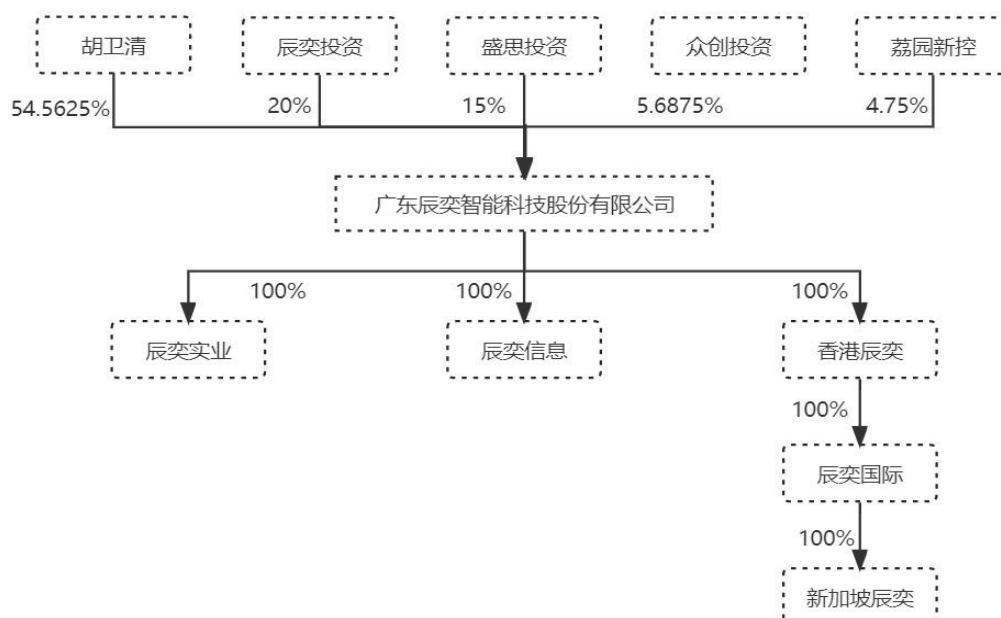 胡卫清
辰奕投资
盛思投资
众创投资
荔园新控
54.5625%
20%
15%
5.6875%
4.75%
广东辰奕智能科技股份有限公司
100%
100%
100%
辰奕实业
辰奕信息
香港辰奕
100%
辰奕国际
100%
新加坡辰奕